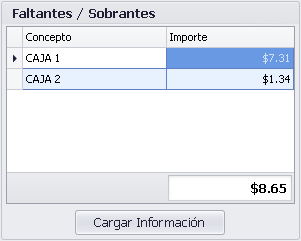 Faltantes / Sobrantes
Concepto Importe
CAJA 1 $7.31
CAJA 2 $1.34
$8.65
Cargar Información